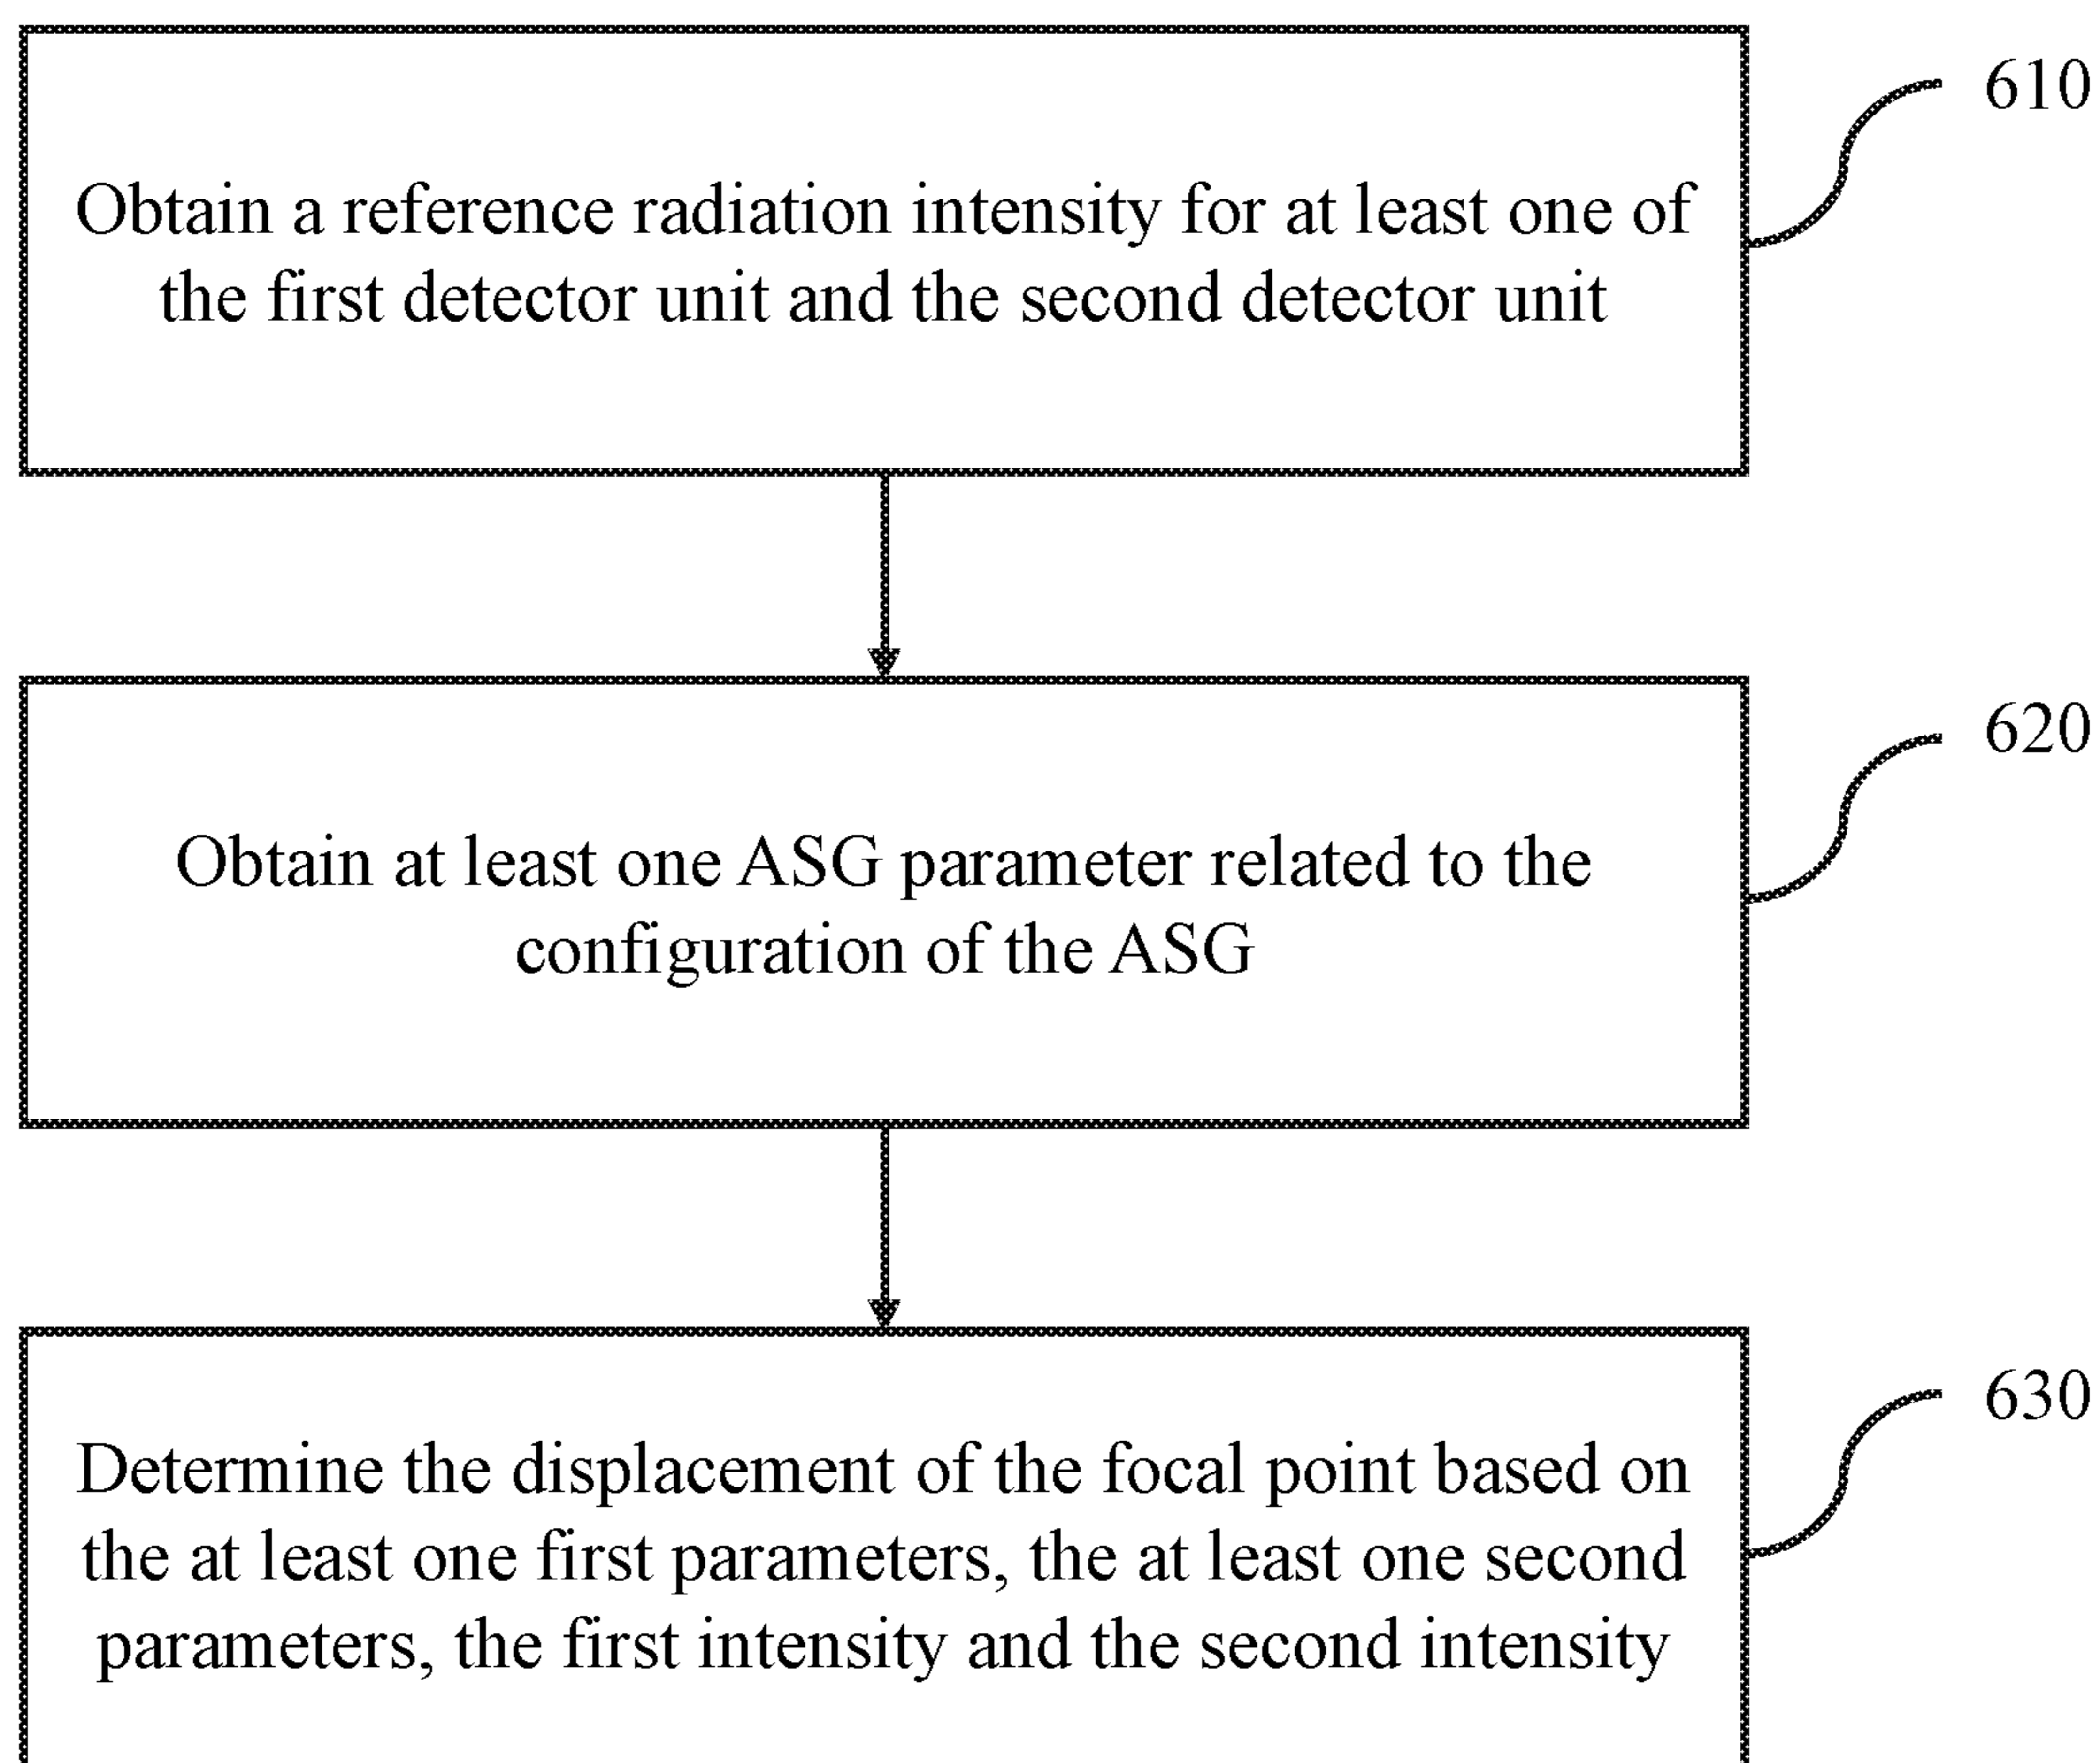 610
Obtain a reference radiation intensity for at least one of
the first detector unit and the second detector unit
620
Obtain at least one ASG parameter related to the
configuration of the ASG
630
Determine the displacement of the focal point based on
the at least one first parameters, the at least one second
parameters, the first intensity and the second intensity